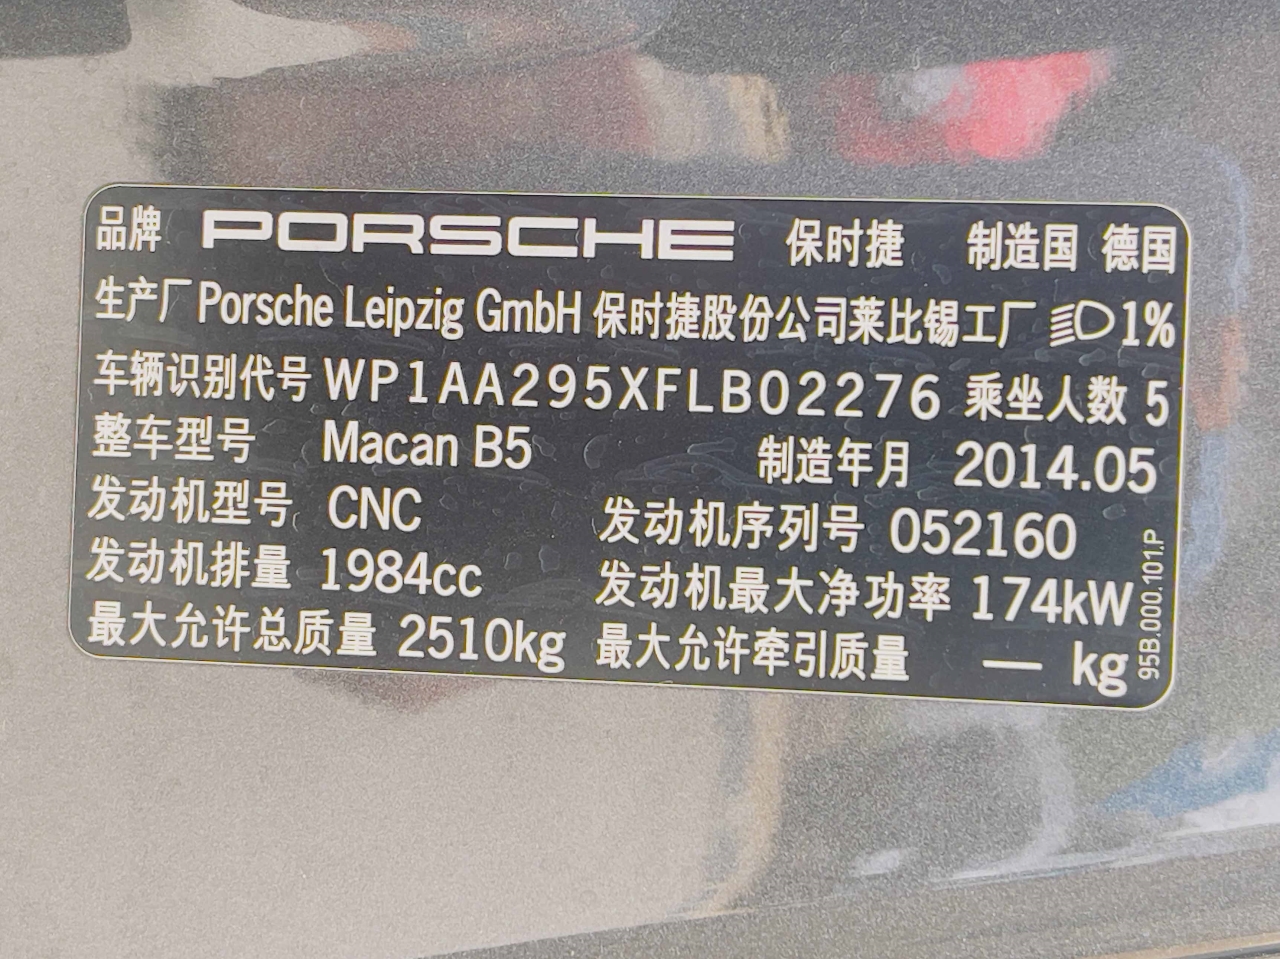 品牌 PORSCHE 保时捷 制造国 德国
生产厂 Porsche Leipzig GmbH 保时捷股份公司莱比锡工厂 1%
车辆识别代号 WP1AA295XFLB02276 乘坐人数 5
整车型号 Macan B5 制造年月 2014.05
发动机型号 CNC 发动机序列号 052160
发动机排量 1984cc 发动机最大净功率 174kW
最大允许总质量 2510kg 最大允许牵引质量 — kg
95B.000.101.P